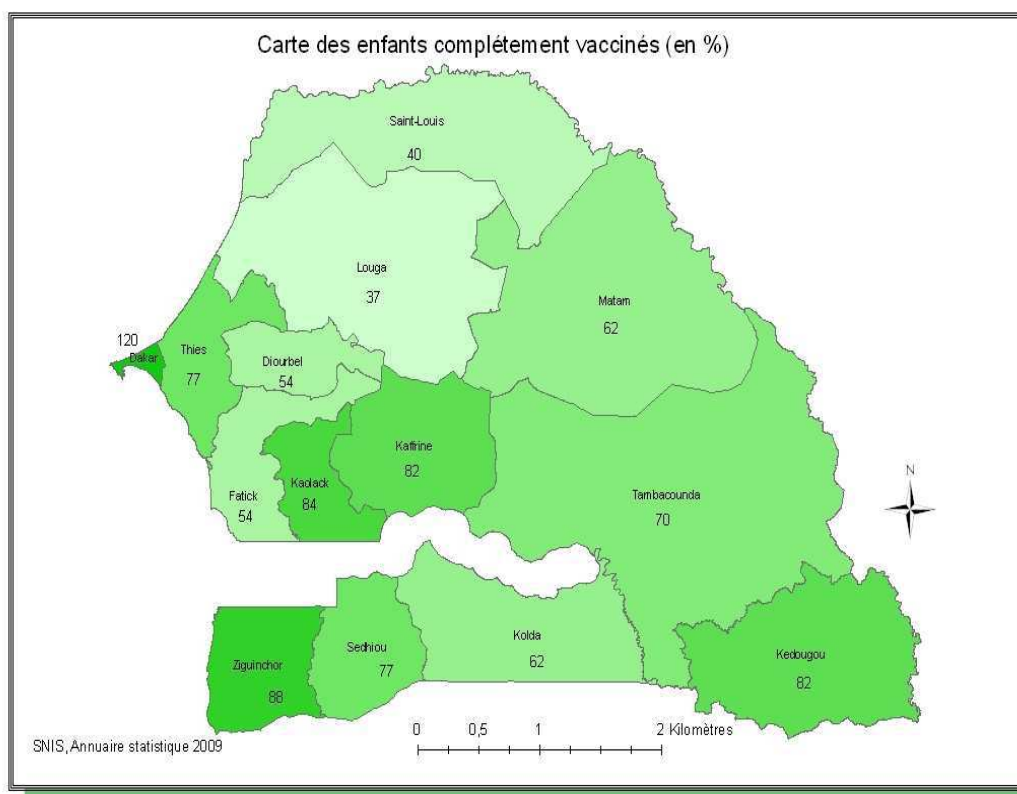 Carte des enfants complétement vaccinés (en %)
Saint-Louis
40
Louga
37
Matam
62
120
Dakar
Thies
77
Diourbel
54
Kaffrine
82
Kaolack
84
Fatick
54
Tambacounda
70
N
Ziguinchor
88
Sedhiou
77
Kolda
62
Kedougou
82
0 0,5 1 2 Kilomètres
SNIS, Annuaire statistique 2009